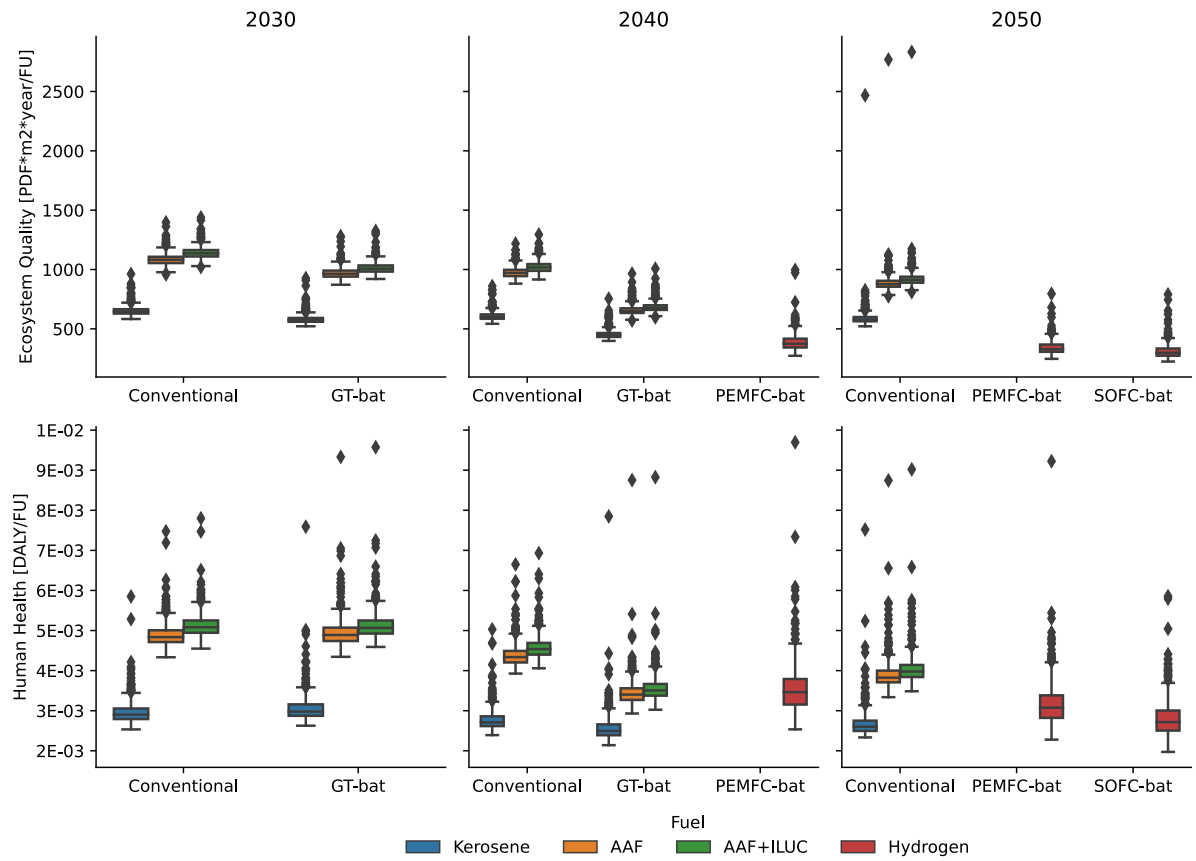 2030 2040 2050
Ecosystem Quality [PDF*m2*year/FU]
2500
2000
1500
1000
500
Conventional GT-bat Conventional GT-bat PEMFC-bat Conventional PEMFC-bat SOFC-bat
Human Health [DALY/FU]
1E-02
9E-03
8E-03
7E-03
6E-03
5E-03
4E-03
3E-03
2E-03
Conventional GT-bat Conventional GT-bat PEMFC-bat Conventional PEMFC-bat SOFC-bat
Fuel
Kerosene AAF AAF+ILUC Hydrogen